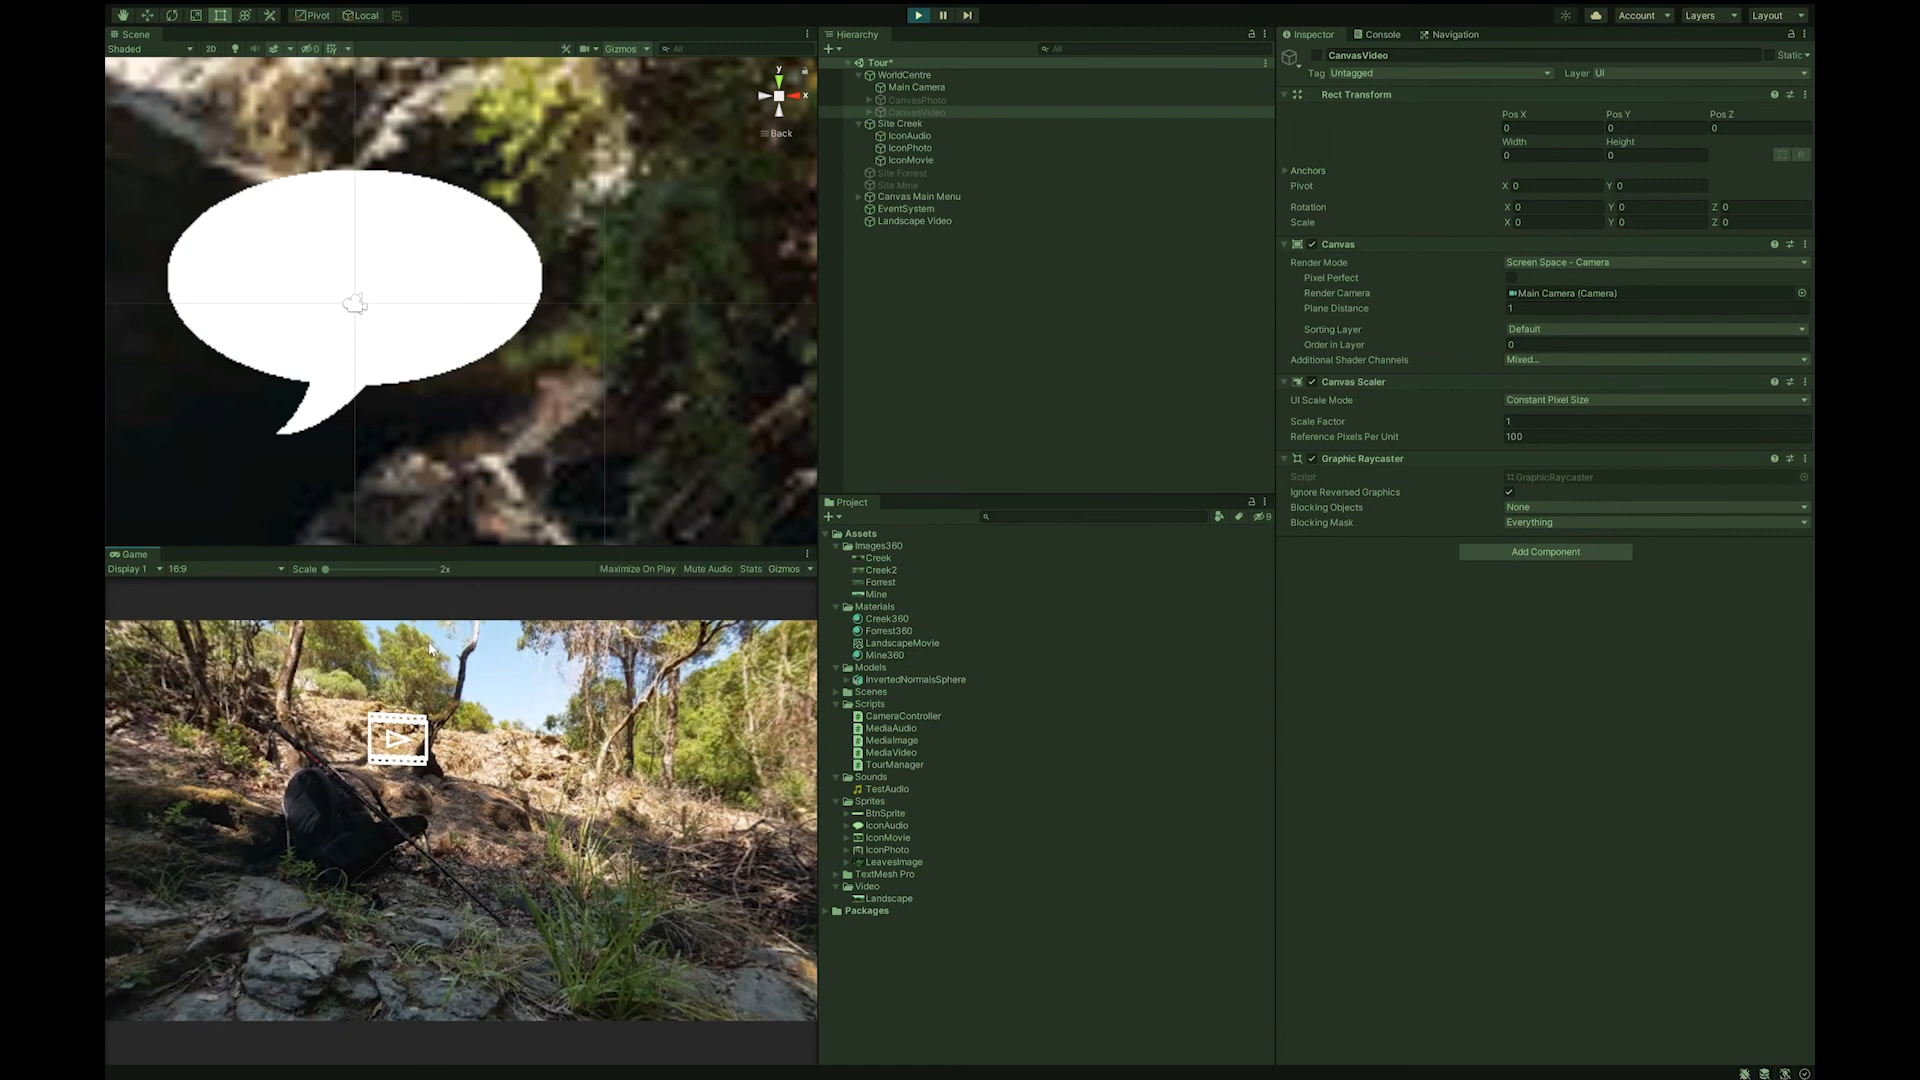 Pivot Local Account Layers Layout
Scene
Shaded 2D 0 Gizmos All
y
x
Back
Game
Display 1 16:9 Scale 2x Maximize On Play Mute Audio Stats Gizmos
Hierarchy
All
Tour*
WorldCentre
Main Camera
CanvasPhoto
CanvasVideo
Site Creek
IconAudio
IconPhoto
IconMovie
Site Forrest
Site Mine
Canvas Main Menu
EventSystem
Landscape Video
Project
9
Assets
Images360
Creek
Creek2
Forrest
Mine
Materials
Creek360
Forrest360
LandscapeMovie
Mine360
Models
InvertedNormalsSphere
Scenes
Scripts
CameraController
MediaAudio
MediaImage
MediaVideo
TourManager
Sounds
TestAudio
Sprites
BtnSprite
IconAudio
IconMovie
IconPhoto
LeavesImage
TextMesh Pro
Video
Landscape
Packages
Inspector Console Navigation
CanvasVideo Static
Tag Untagged Layer UI
Rect Transform
Pos X Pos Y Pos Z
0 0 0
Width Height
0 0 R
Anchors
Pivot X 0 Y 0
Rotation X 0 Y 0 Z 0
Scale X 0 Y 0 Z 0
Canvas
Render Mode Screen Space - Camera
Pixel Perfect
Render Camera Main Camera (Camera)
Plane Distance 1
Sorting Layer Default
Order in Layer 0
Additional Shader Channels Mixed...
Canvas Scaler
UI Scale Mode Constant Pixel Size
Scale Factor 1
Reference Pixels Per Unit 100
Graphic Raycaster
Script GraphicRaycaster
Ignore Reversed Graphics
Blocking Objects None
Blocking Mask Everything
Add Component